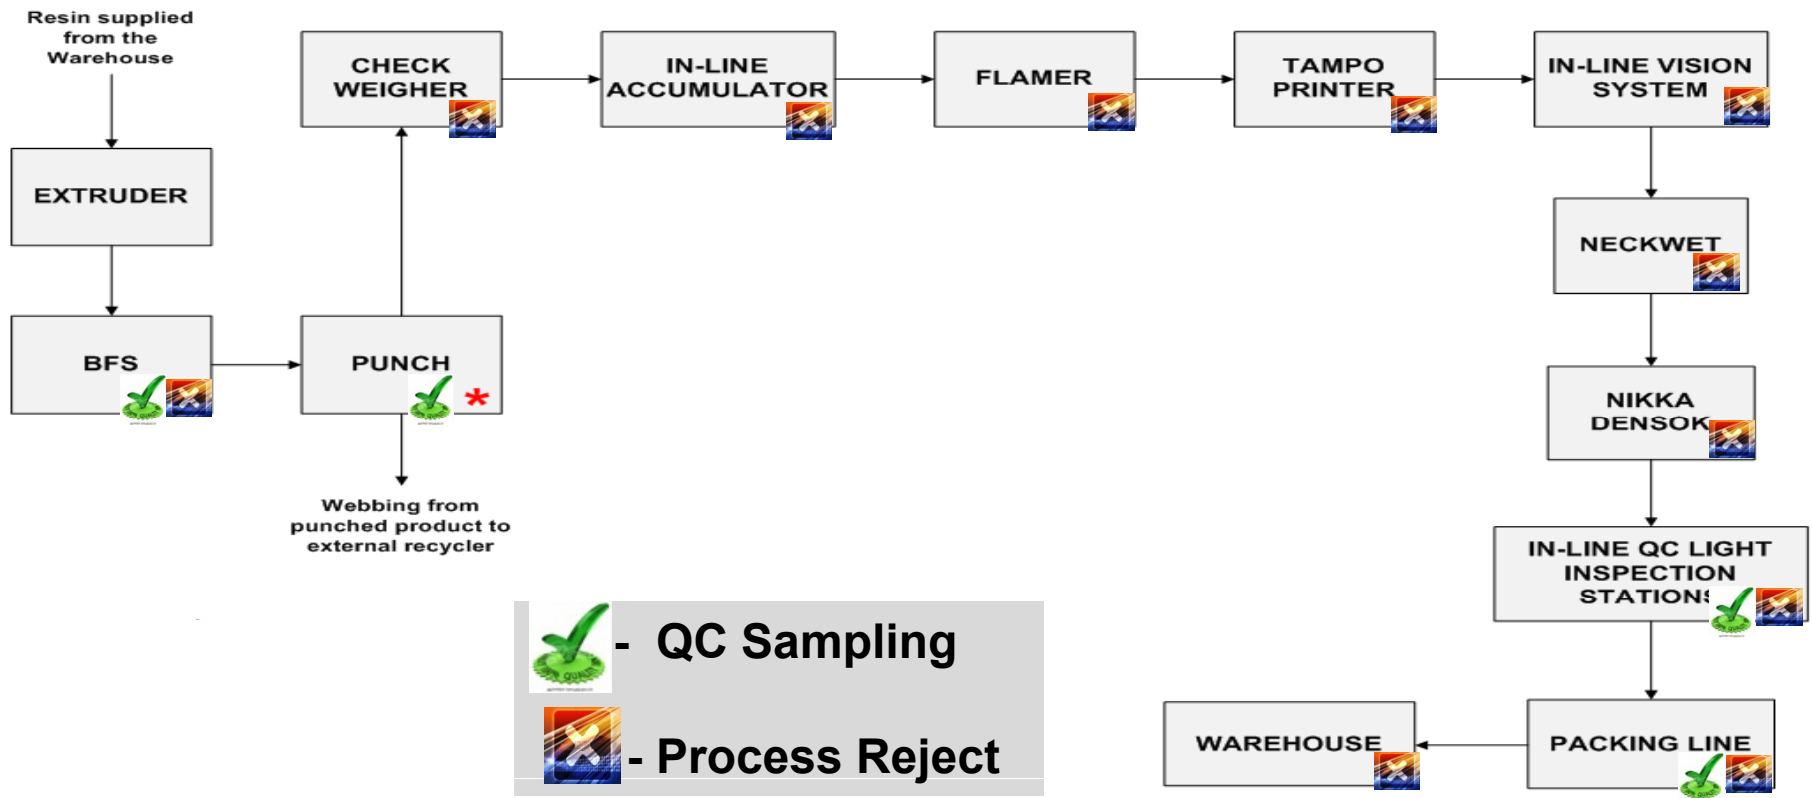 Resin supplied
from the
Warehouse
EXTRUDER
BFS
PUNCH
*
Webbing from
punched product to
external recycler
CHECK
WEIGHER
IN-LINE
ACCUMULATOR
FLAMER
TAMPO
PRINTER
IN-LINE VISION
SYSTEM
NECKWET
NIKKA
DENSOK
IN-LINE QC LIGHT
INSPECTION
STATIONS
PACKING LINE
WAREHOUSE
- QC Sampling
- Process Reject